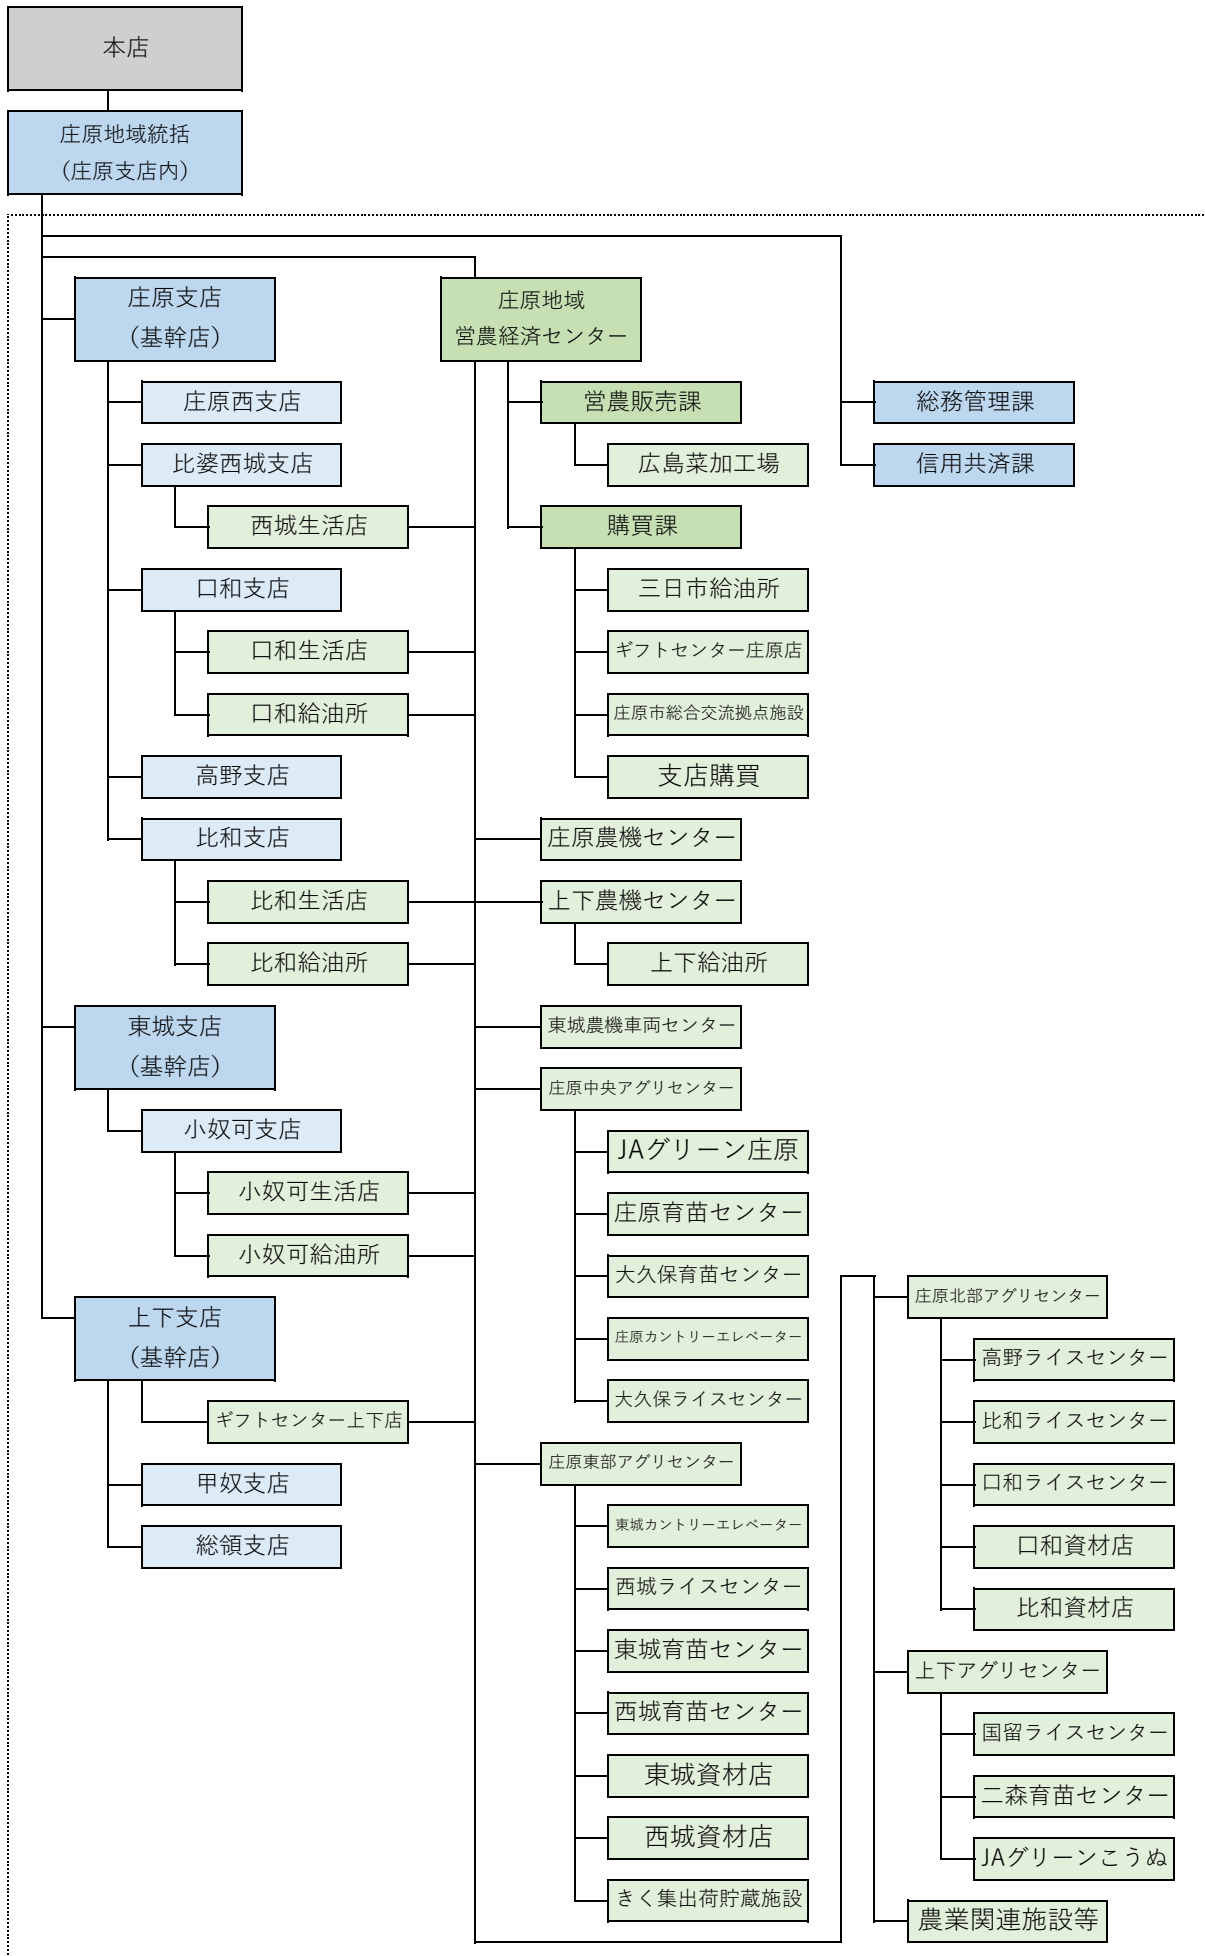 本店
庄原地域統括
（庄原支店内）
庄原支店
（基幹店）
庄原西支店
比婆西城支店
西城生活店
口和支店
口和生活店
口和給油所
高野支店
比和支店
比和生活店
比和給油所
東城支店
（基幹店）
小奴可支店
小奴可生活店
小奴可給油所
上下支店
（基幹店）
ギフトセンター上下店
甲奴支店
総領支店
庄原地域
営農経済センター
営農販売課
広島菜加工場
購買課
三日市給油所
ギフトセンター庄原店
庄原市総合交流拠点施設
支店購買
庄原農機センター
上下農機センター
上下給油所
東城農機車両センター
庄原中央アグリセンター
JAグリーン庄原
庄原育苗センター
大久保育苗センター
庄原カントリーエレベーター
大久保ライスセンター
庄原東部アグリセンター
東城カントリーエレベーター
西城ライスセンター
東城育苗センター
西城育苗センター
東城資材店
西城資材店
きく集出荷貯蔵施設
総務管理課
信用共済課
庄原北部アグリセンター
高野ライスセンター
比和ライスセンター
口和ライスセンター
口和資材店
比和資材店
上下アグリセンター
国留ライスセンター
二森育苗センター
JAグリーンこうぬ
農業関連施設等